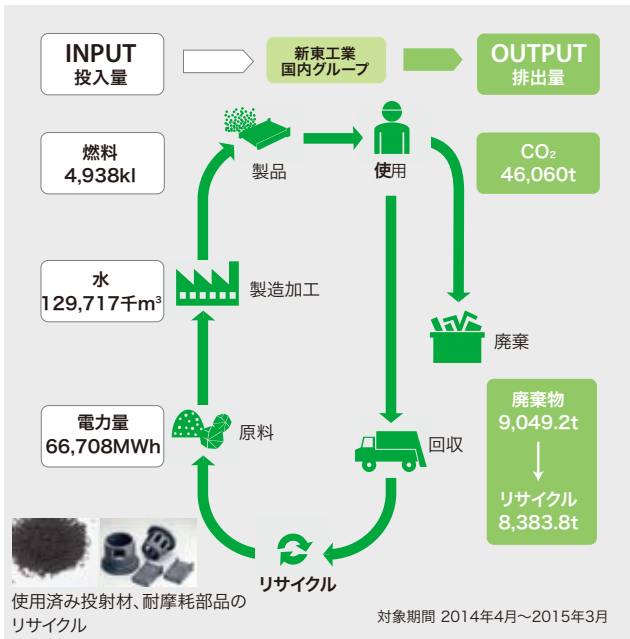 INPUT
投入量
新東工業
国内グループ
OUTPUT
排出量
燃料
4,938kl
製品
使用
CO₂
46,060t
水
129,717千m³
製造加工
廃棄
電力量
66,708MWh
原料
回収
廃棄物
9,049.2t
リサイクル
8,383.8t
リサイクル
使用済み投射材、耐摩耗部品の
リサイクル
対象期間 2014年4月～2015年3月